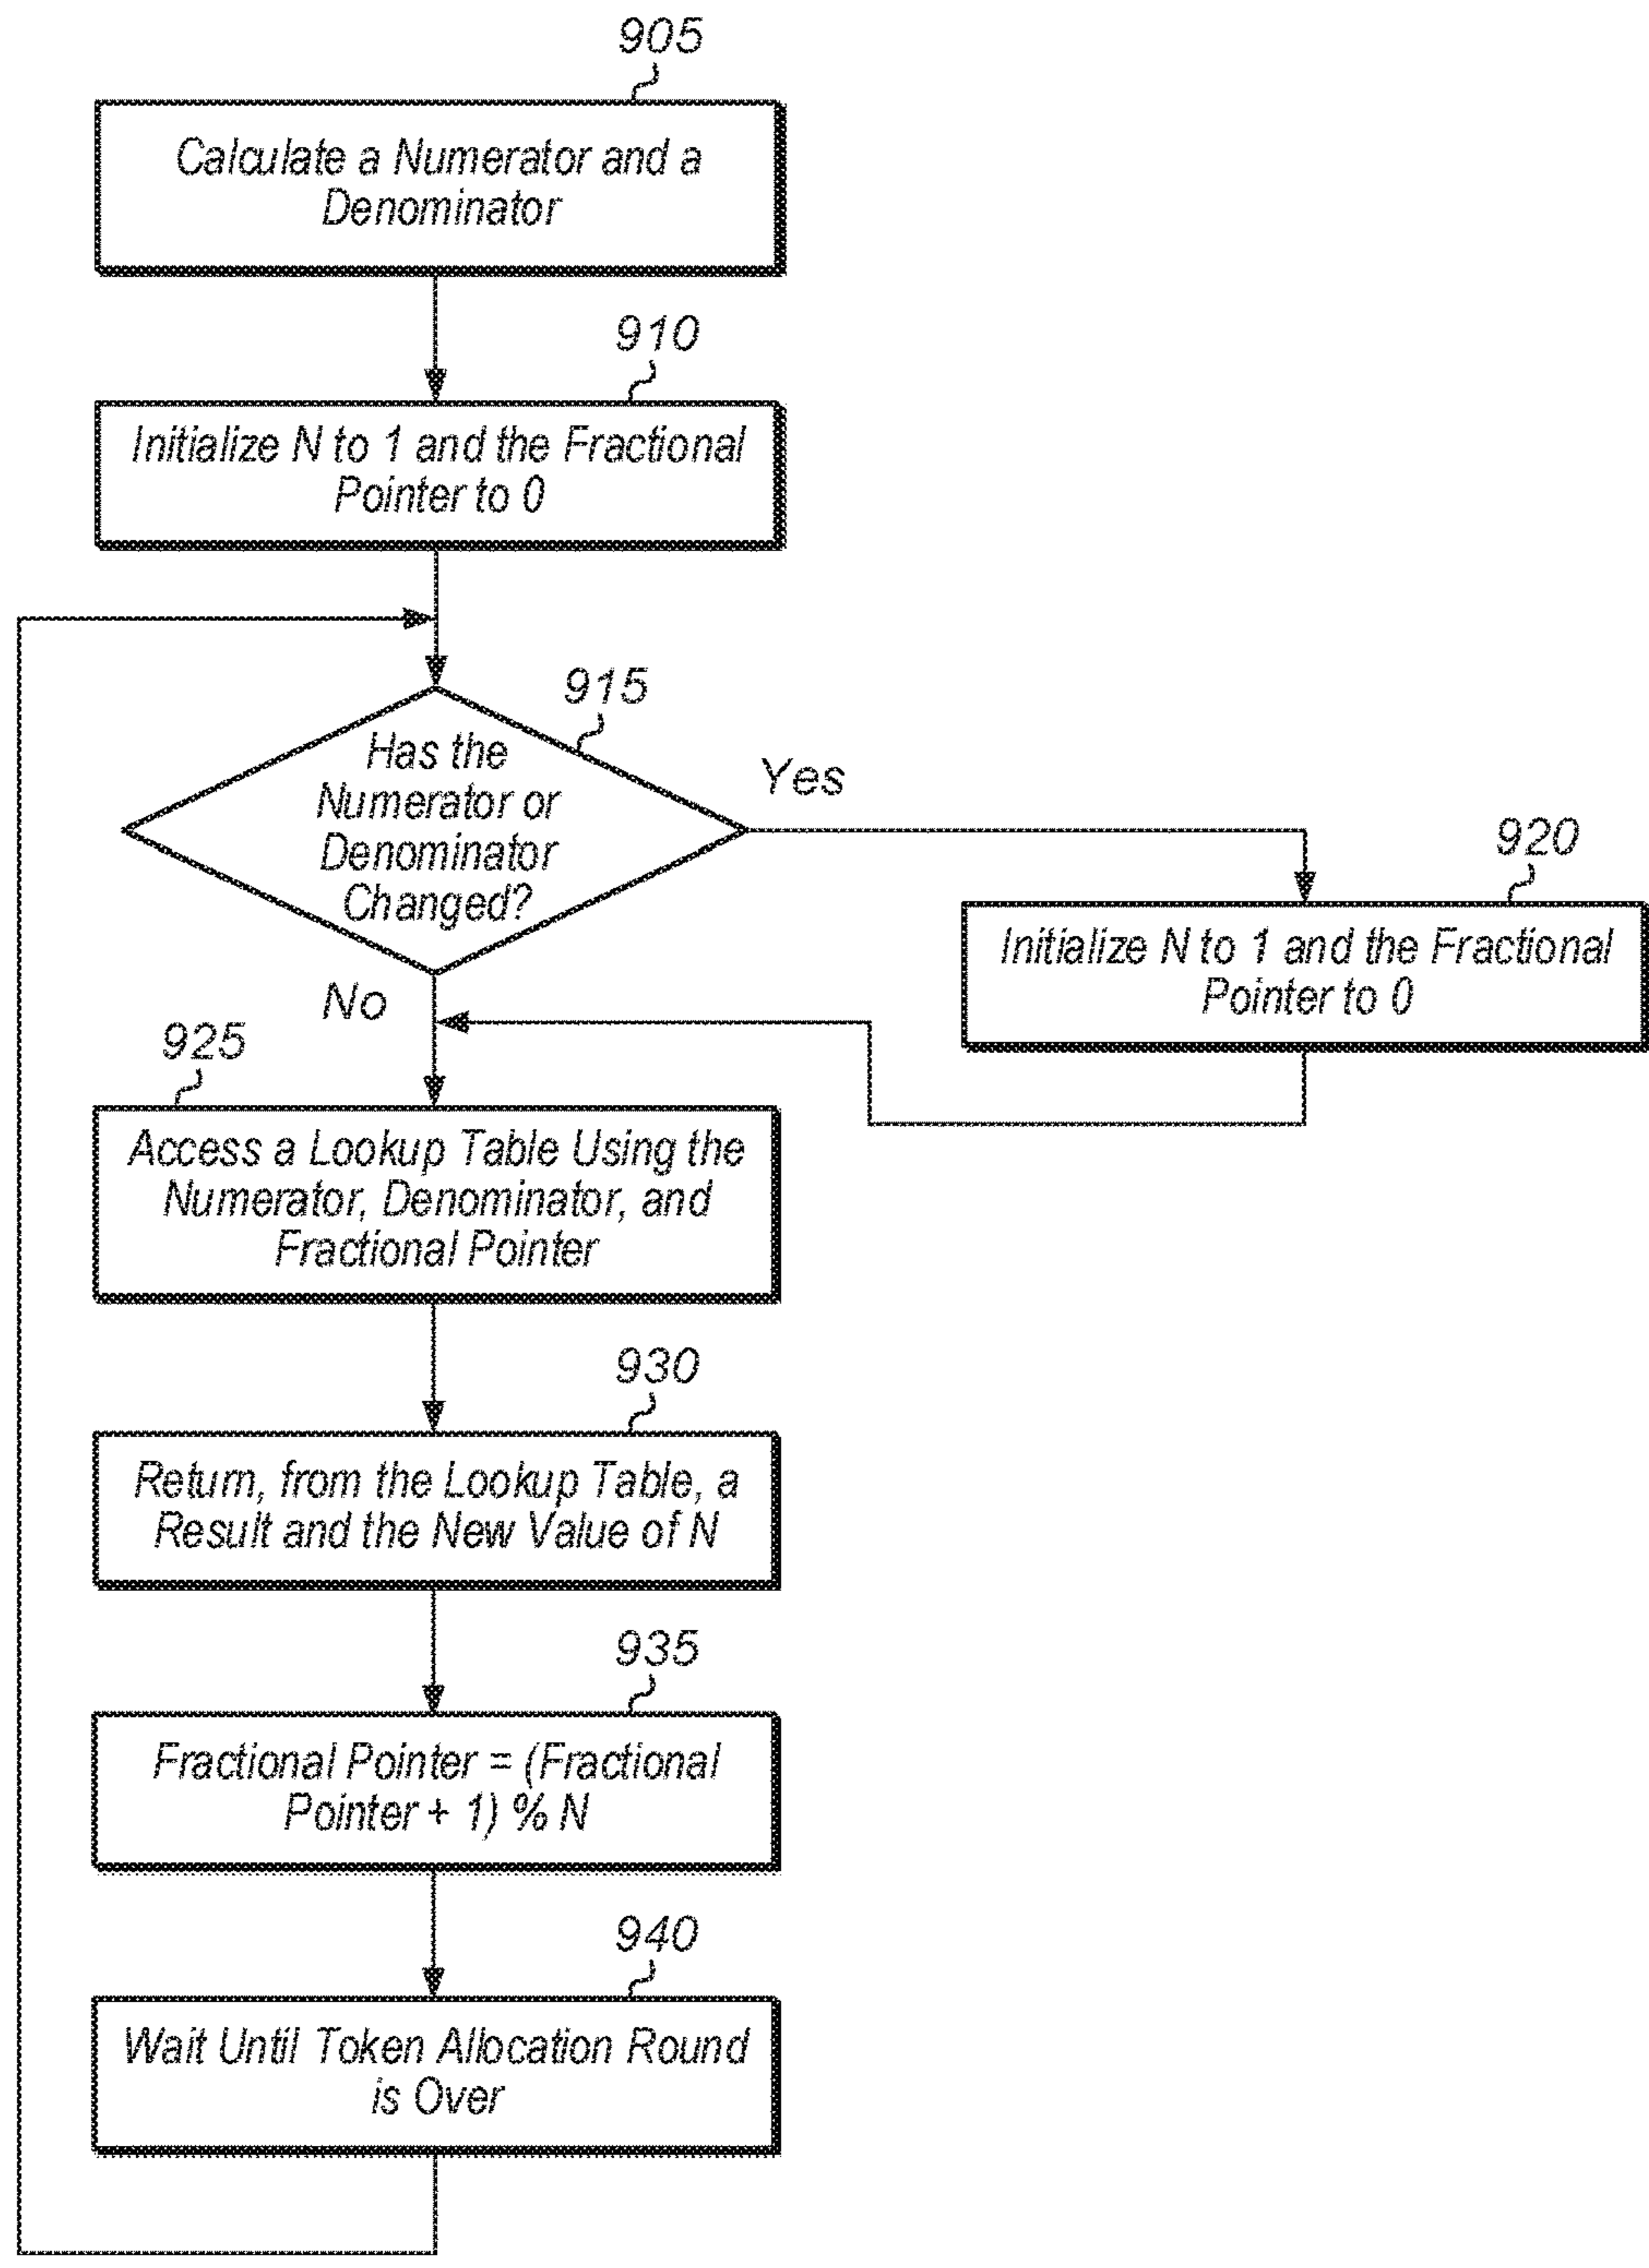 905
Calculate a Numerator and a
Denominator
910
Initialize N to 1 and the Fractional
Pointer to 0
915
Has the
Numerator or
Denominator
Changed?
Yes
No
920
Initialize N to 1 and the Fractional
Pointer to 0
925
Access a Lookup Table Using the
Numerator, Denominator, and
Fractional Pointer
930
Return, from the Lookup Table, a
Result and the New Value of N
935
Fractional Pointer = (Fractional
Pointer + 1) % N
940
Wait Until Token Allocation Round
is Over